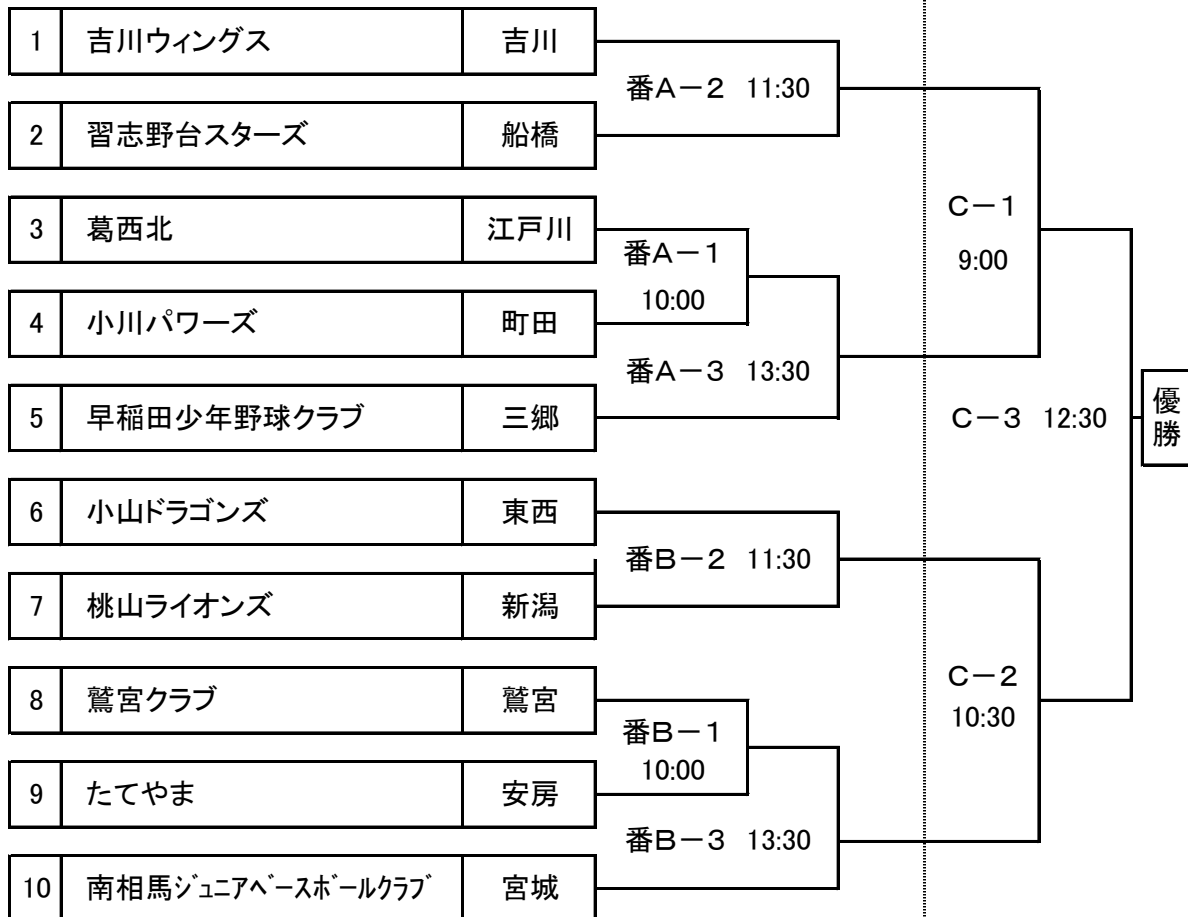 1 吉川ウィングス 吉川
番A－2 11:30
2 習志野台スターズ 船橋
C－1
9:00
3 葛西北 江戸川
番A－1
10:00
4 小川パワーズ 町田
番A－3 13:30
5 早稲田少年野球クラブ 三郷
C－3 12:30
優
勝
6 小山ドラゴンズ 東西
番B－2 11:30
7 桃山ライオンズ 新潟
C－2
10:30
8 鷲宮クラブ 鷲宮
番B－1
10:00
9 たてやま 安房
番B－3 13:30
10 南相馬ｼﾞｭﾆｱﾍﾞｰｽﾎﾞｰﾙｸﾗﾌﾞ 宮城